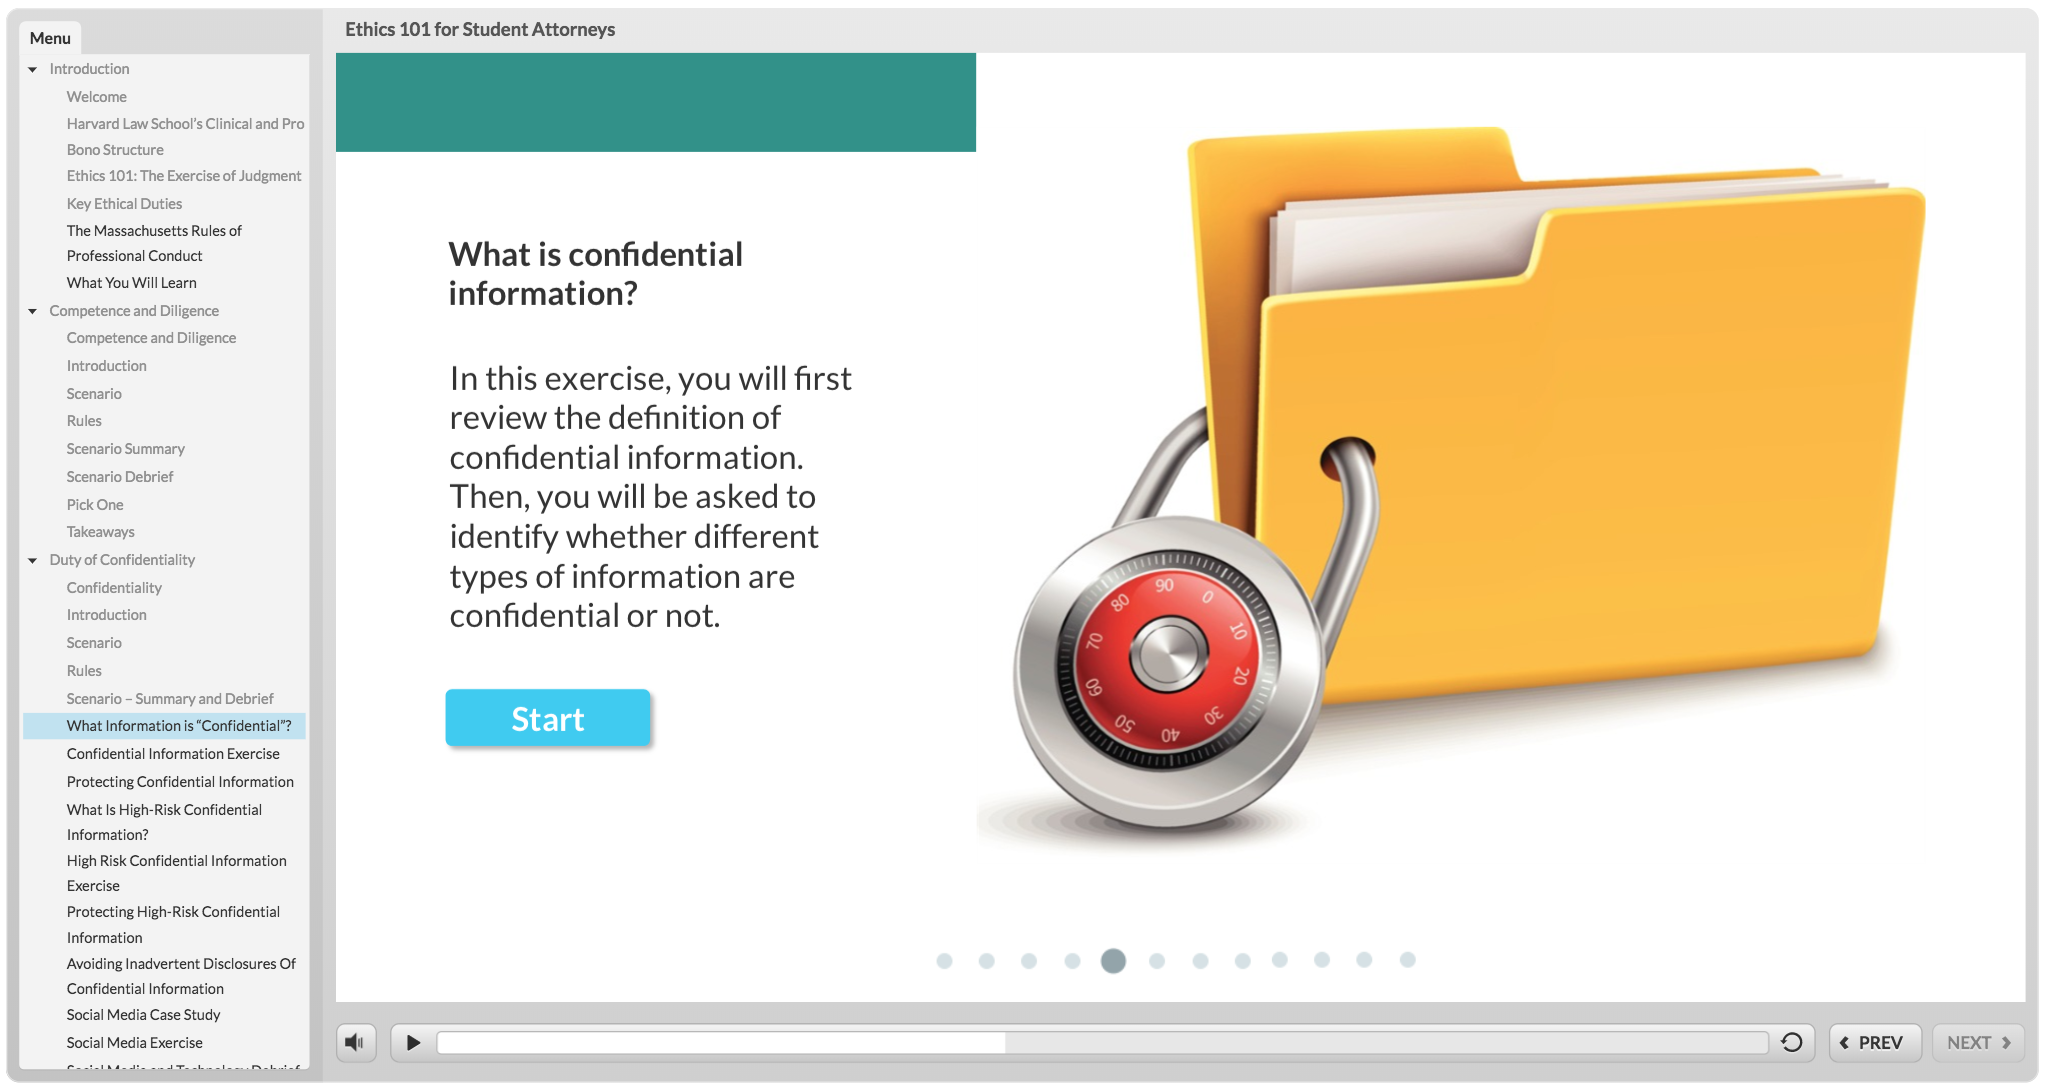 Menu
Introduction
Welcome
Harvard Law School's Clinical and Pro
Bono Structure
Ethics 101: The Exercise of Judgment
Key Ethical Duties
The Massachusetts Rules of
Professional Conduct
What You Will Learn
Competence and Diligence
Competence and Diligence
Introduction
Scenario
Rules
Scenario Summary
Scenario Debrief
Pick One
Takeaways
Duty of Confidentiality
Confidentiality
Introduction
Scenario
Rules
Scenario – Summary and Debrief
What Information is “Confidential”?
Confidential Information Exercise
Protecting Confidential Information
What Is High-Risk Confidential
Information?
High Risk Confidential Information
Exercise
Protecting High-Risk Confidential
Information
Avoiding Inadvertent Disclosures Of
Confidential Information
Social Media Case Study
Social Media Exercise
Social Media and Technology Debrief
Ethics 101 for Student Attorneys
What is confidential
information?
In this exercise, you will first
review the definition of
confidential information.
Then, you will be asked to
identify whether different
types of information are
confidential or not.
Start
90
0
10
20
30
40
50
60
70
80
PREV
NEXT